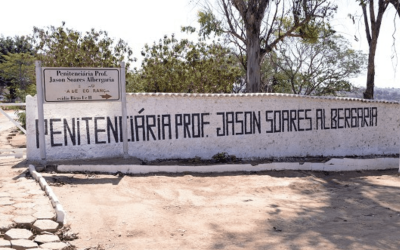 Penitenciária Prof.
Jason Soares Albergaria
PENITENCIÁRIA PROF. JASON SOARES ALBERGARIA